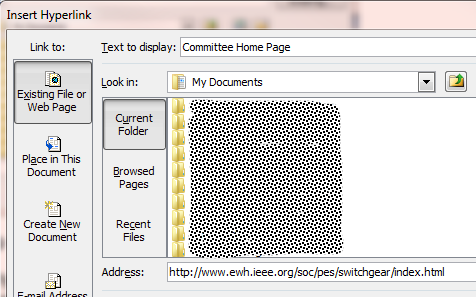 Insert Hyperlink
Link to:
Text to display: Committee Home Page
Existing File or
Web Page
Look in: My Documents
Current
Folder
Place in This
Document
Browsed
Pages
Create New
Document
Recent
Files
E-mail Address
Address: http://www.ewh.ieee.org/soc/pes/switchgear/index.html